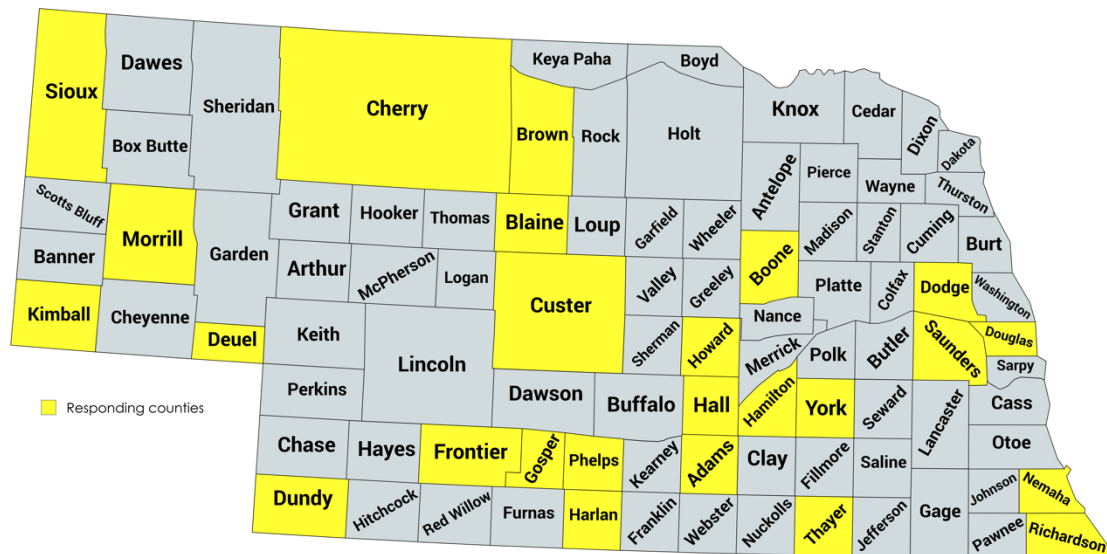 Sioux
Dawes
Sheridan
Cherry
Keya Paha
Boyd
Box Butte
Brown
Rock
Holt
Knox
Cedar
Dixon
Dakota
Scotts Bluff
Morrill
Garden
Grant
Hooker
Thomas
Blaine
Loup
Garfield
Wheeler
Antelope
Pierce
Wayne
Thurston
Banner
Arthur
McPherson
Logan
Custer
Valley
Greeley
Boone
Madison
Stanton
Cuming
Burt
Kimball
Cheyenne
Deuel
Keith
Lincoln
Sherman
Howard
Nance
Merrick
Platte
Colfax
Dodge
Washington
Perkins
Dawson
Buffalo
Hall
Hamilton
Polk
Butler
Saunders
Douglas
Sarpy
Responding counties
Chase
Hayes
Frontier
Gosper
Phelps
Kearney
Adams
Clay
York
Fillmore
Seward
Saline
Lancaster
Cass
Otoe
Dundy
Hitchcock
Red Willow
Furnas
Harlan
Franklin
Webster
Nuckolls
Thayer
Jefferson
Gage
Johnson
Nemaha
Pawnee
Richardson